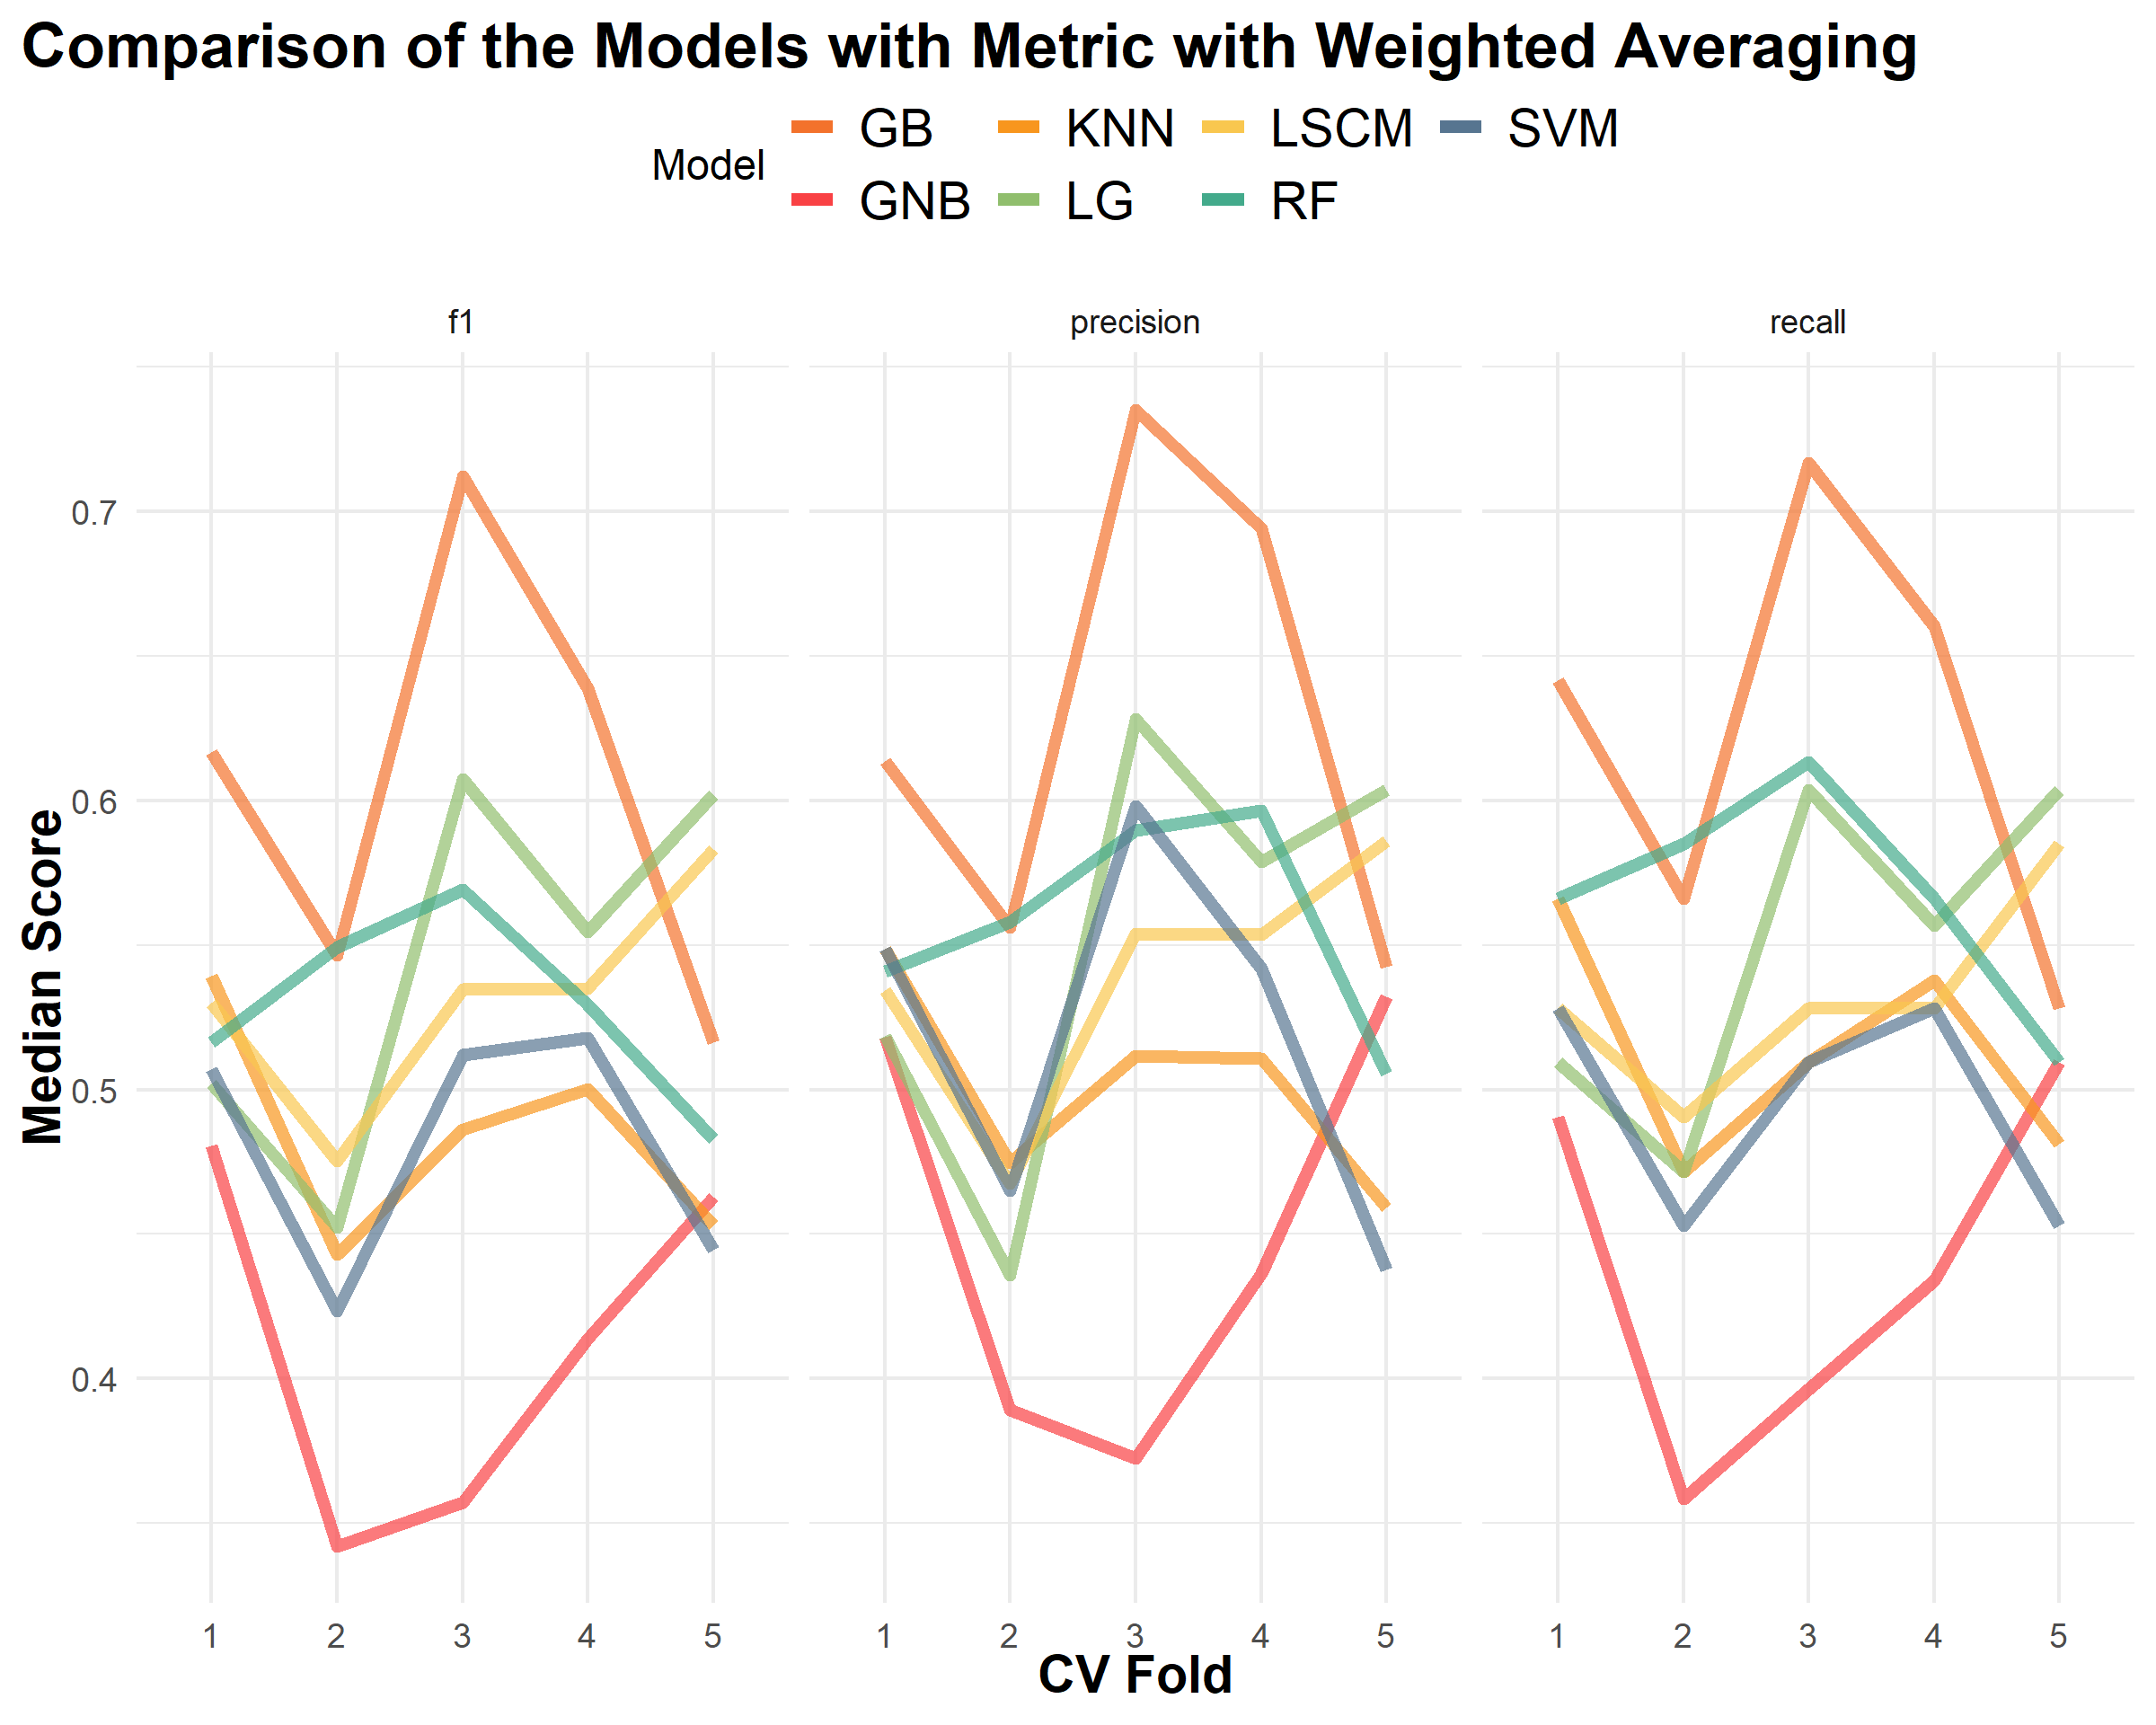 Comparison of the Models with Metric with Weighted Averaging
Model
GB KNN LSCM SVM
GNB LG RF
f1 precision recall
Median Score
0.7
0.6
0.5
0.4
1 2 3 4 5 1 2 3 4 5 1 2 3 4 5
CV Fold